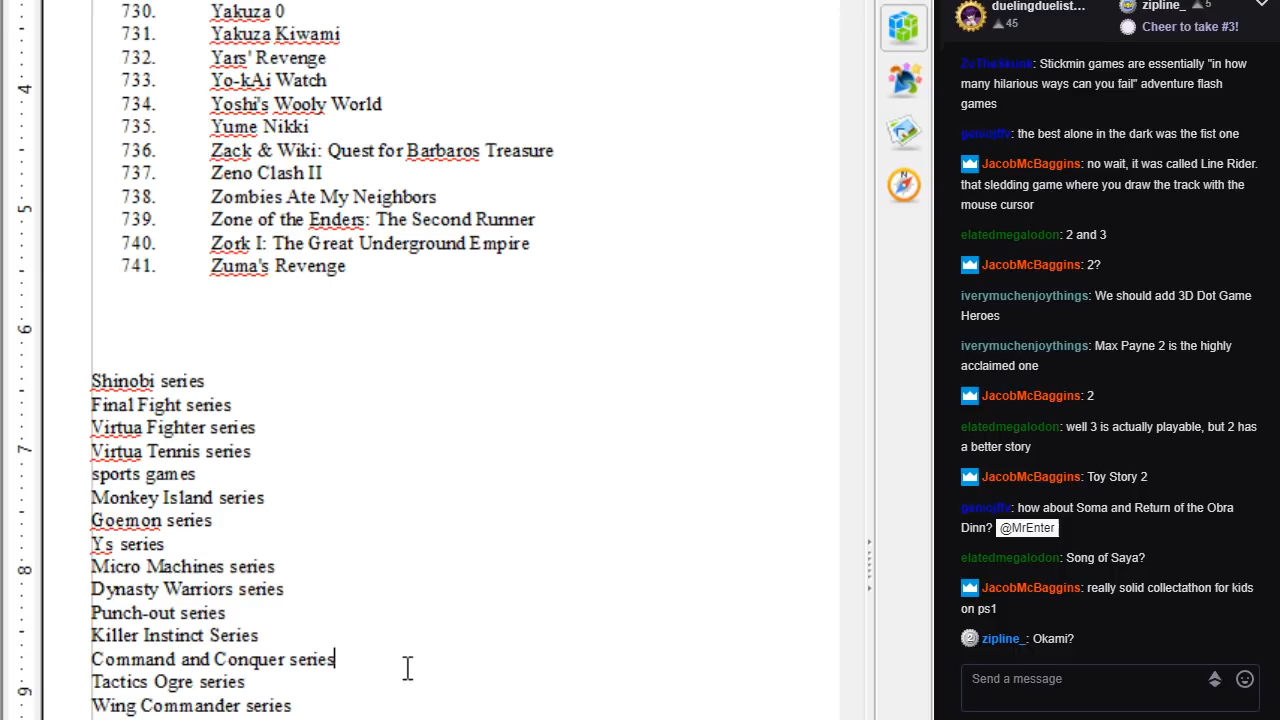 730. Yakuza 0
731. Yakuza Kiwami
732. Yars' Revenge
733. Yo-kAi Watch
734. Yoshi's Wooly World
735. Yume Nikki
736. Zack & Wiki: Quest for Barbaros Treasure
737. Zeno Clash II
738. Zombies Ate My Neighbors
739. Zone of the Enders: The Second Runner
740. Zork I: The Great Underground Empire
741. Zuma's Revenge
Shinobi series
Final Fight series
Virtua Fighter series
Virtua Tennis series
sports games
Monkey Island series
Goemon series
Ys series
Micro Machines series
Dynasty Warriors series
Punch-out series
Killer Instinct Series
Command and Conquer series
Tactics Ogre series
Wing Commander series
4
5
6
7
8
9
N
duelingduelist...
45
zipline_ 5
Cheer to take #3!
Stickmin games are essentially "in how
many hilarious ways can you fail" adventure flash
games
: the best alone in the dark was the fist one
JacobMcBaggins: no wait, it was called Line Rider.
that sledding game where you draw the track with the
mouse cursor
elatedmegalodon: 2 and 3
JacobMcBaggins: 2?
iverymuchenjoythings: We should add 3D Dot Game
Heroes
iverymuchenjoythings: Max Payne 2 is the highly
acclaimed one
JacobMcBaggins: 2
elatedmegalodon: well 3 is actually playable, but 2 has
a better story
JacobMcBaggins: Toy Story 2
: how about Soma and Return of the Obra
Dinn? @MrEnter
elatedmegalodon: Song of Saya?
JacobMcBaggins: really solid collectathon for kids
on ps1
2 zipline_: Okami?
Send a message